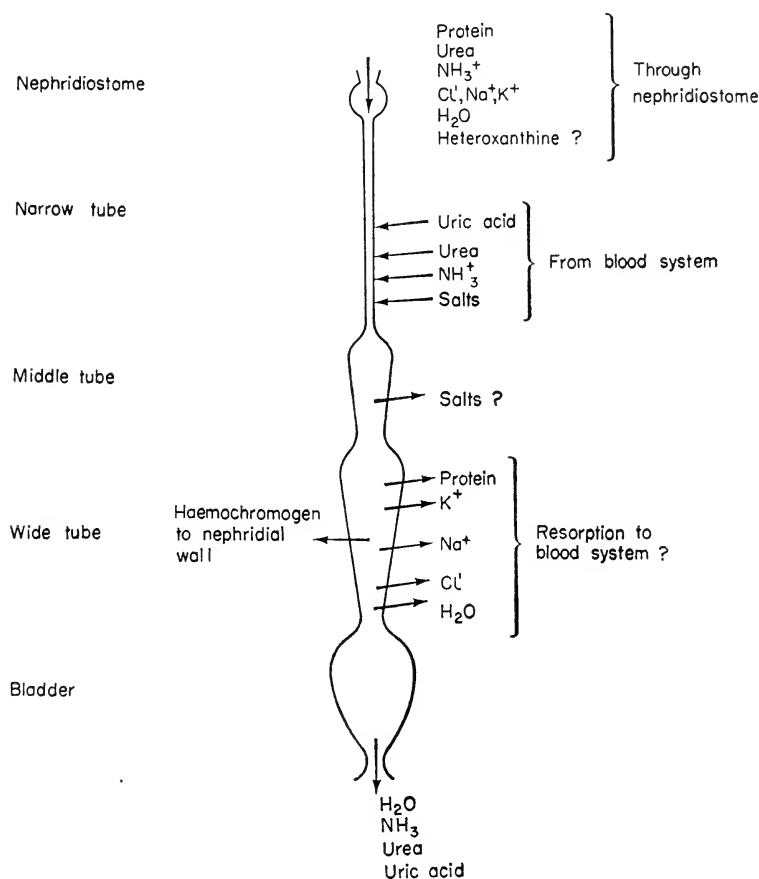 Nephridiostome
Protein
Urea
NH₃⁺
Cl', Na⁺, K⁺
H₂O
Heteroxanthine ?
Through
nephridiostome
Narrow tube
Uric acid
Urea
NH₃⁺
Salts
From blood system
Middle tube
Salts ?
Wide tube
Haemochromogen
to nephridial
wall
Protein
K⁺
Na⁺
Cl'
H₂O
Resorption to
blood system ?
Bladder
H₂O
NH₃
Urea
Uric acid